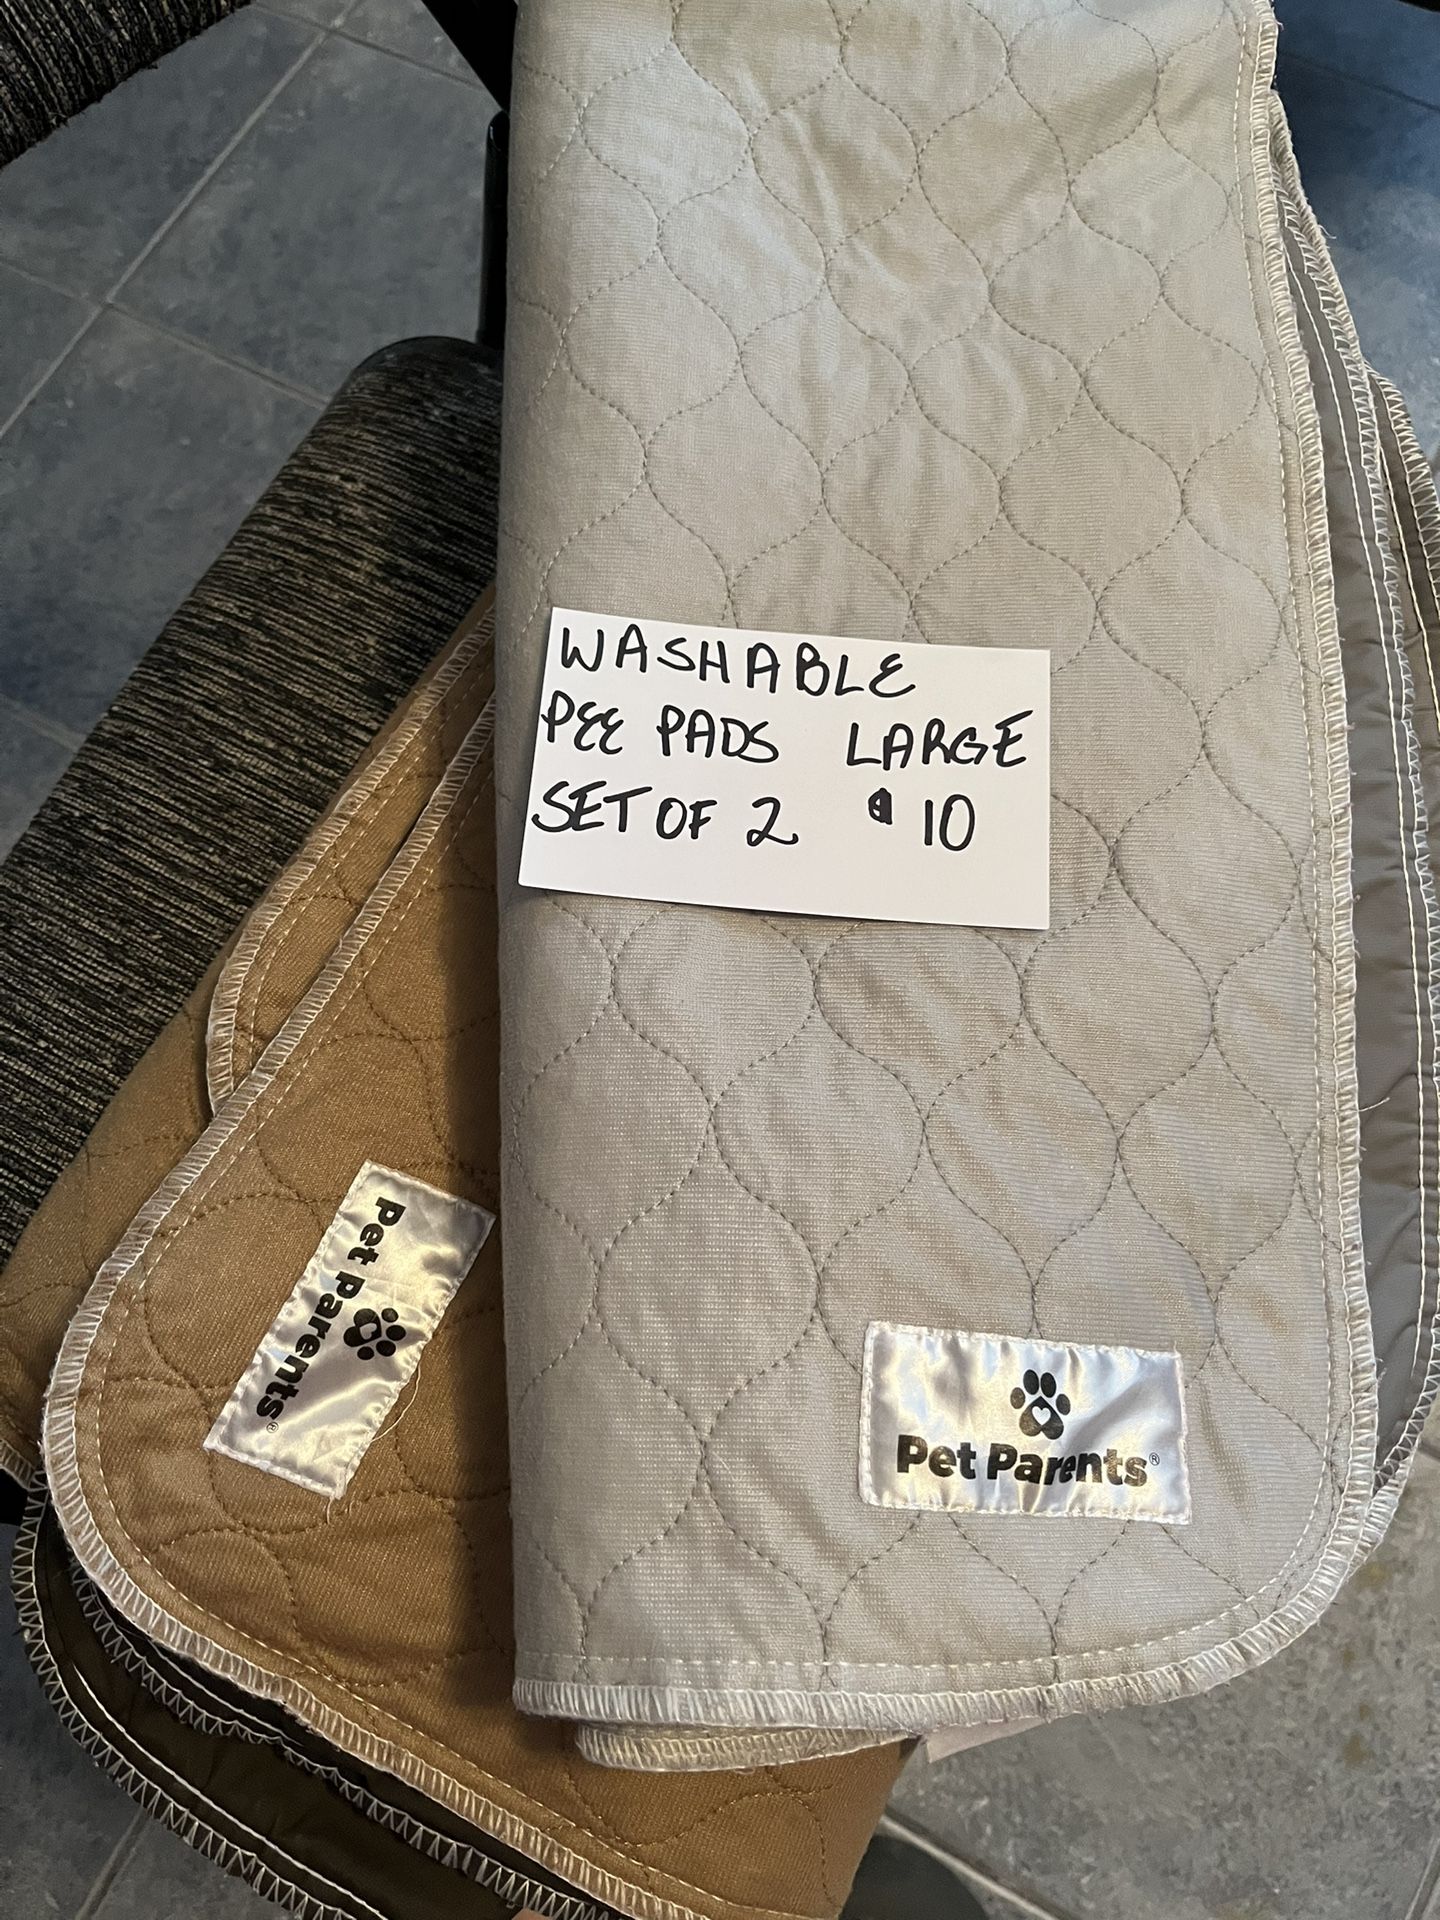 WASHABLE
PEE PADS LARGE
SET OF 2 $10
Pet Parents®
Pet Parents®